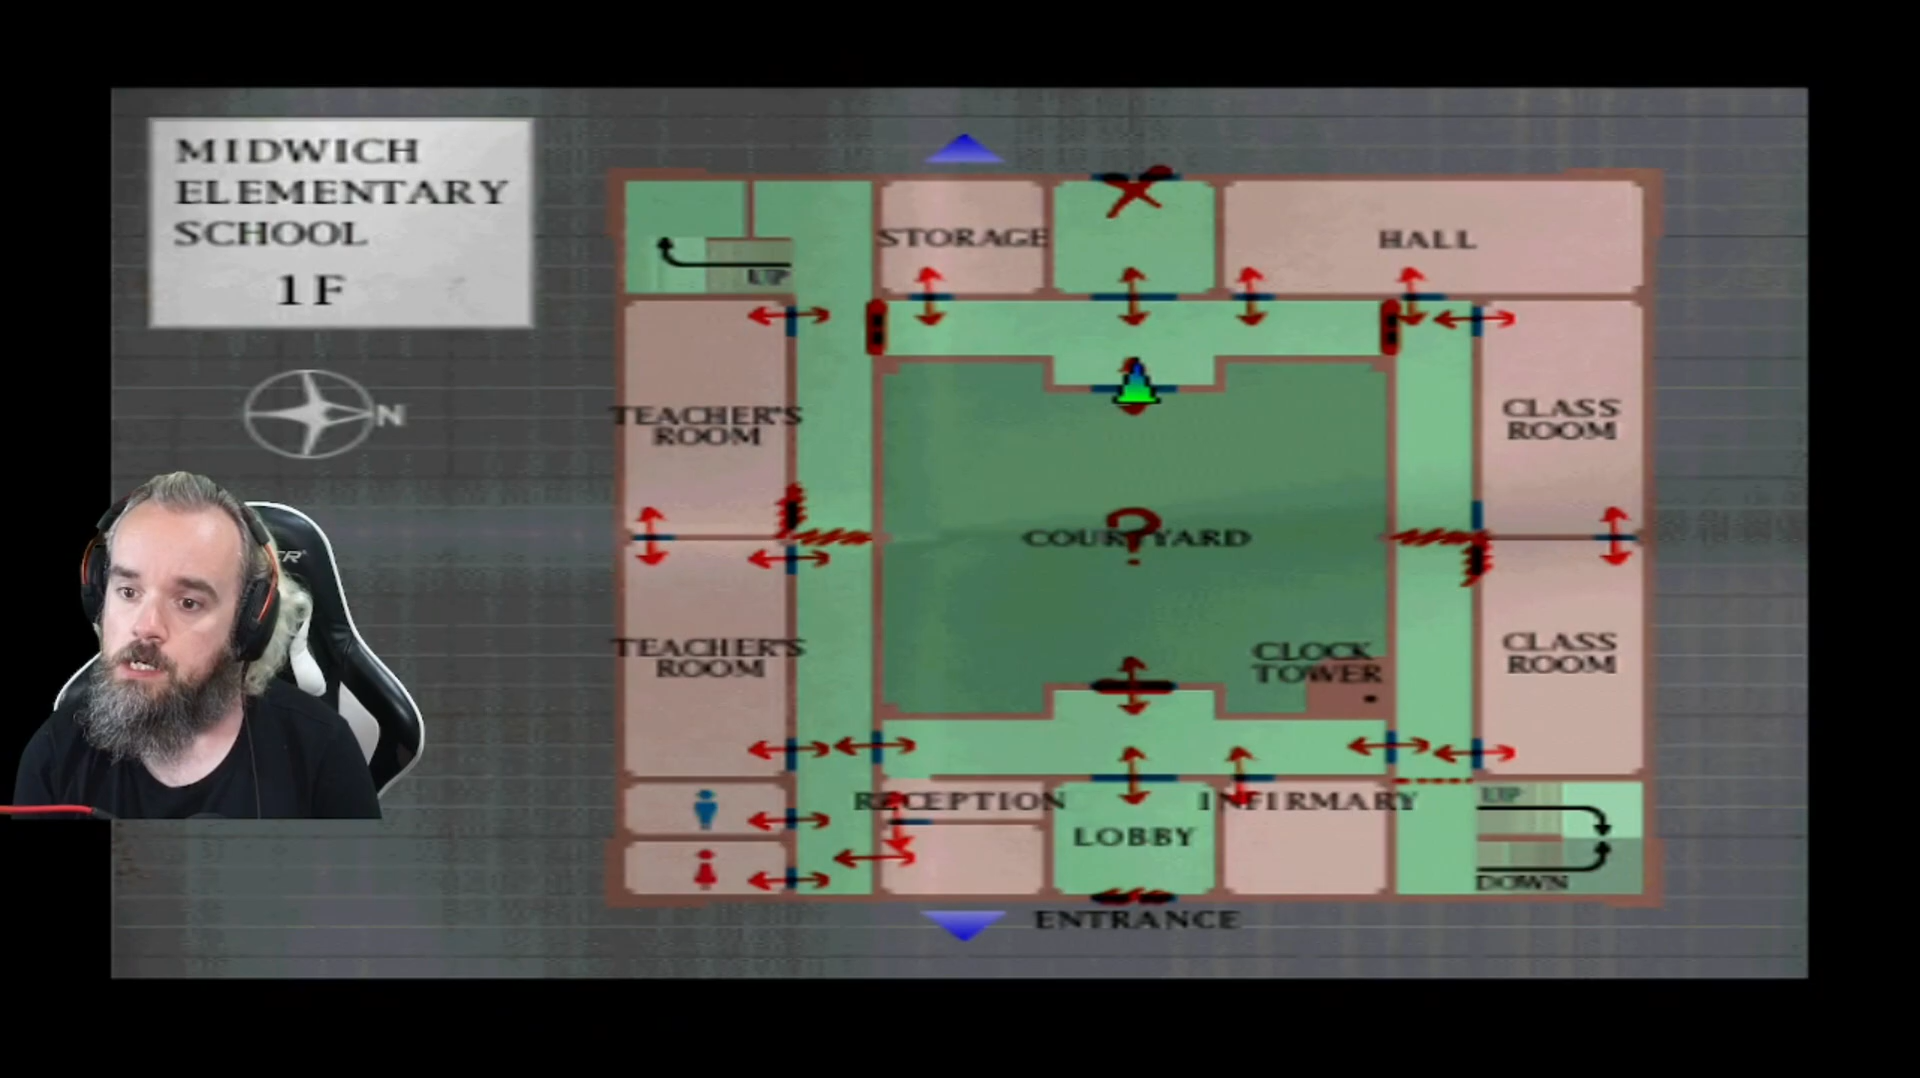 MIDWICH
ELEMENTARY
SCHOOL
1F
N
STORAGE
HALL
UP
TEACHER'S
ROOM
CLASS
ROOM
COURTYARD
?
TEACHER'S
ROOM
CLOCK
TOWER
CLASS
ROOM
RECEPTION
INFIRMARY
UP
LOBBY
DOWN
ENTRANCE